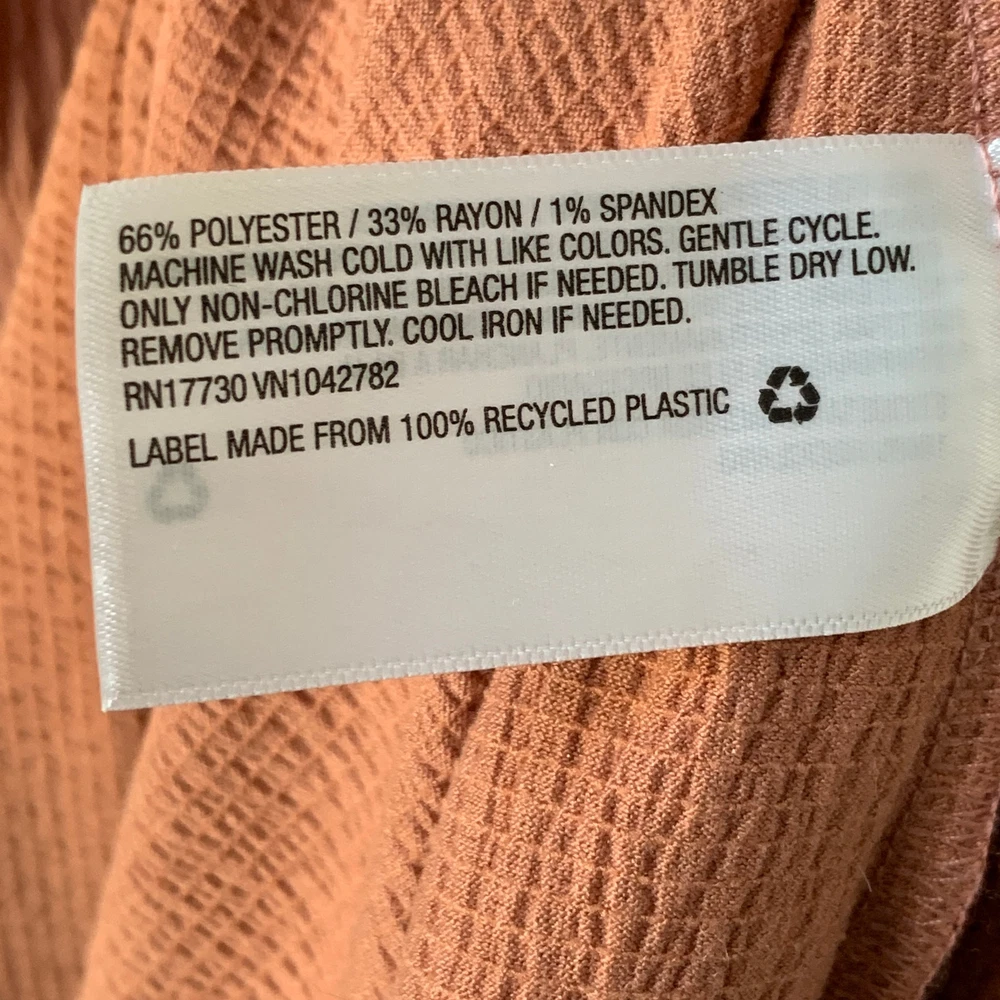 66% POLYESTER / 33% RAYON / 1% SPANDEX
MACHINE WASH COLD WITH LIKE COLORS. GENTLE CYCLE.
ONLY NON-CHLORINE BLEACH IF NEEDED. TUMBLE DRY LOW.
REMOVE PROMPTLY. COOL IRON IF NEEDED.
RN17730 VN1042782
LABEL MADE FROM 100% RECYCLED PLASTIC